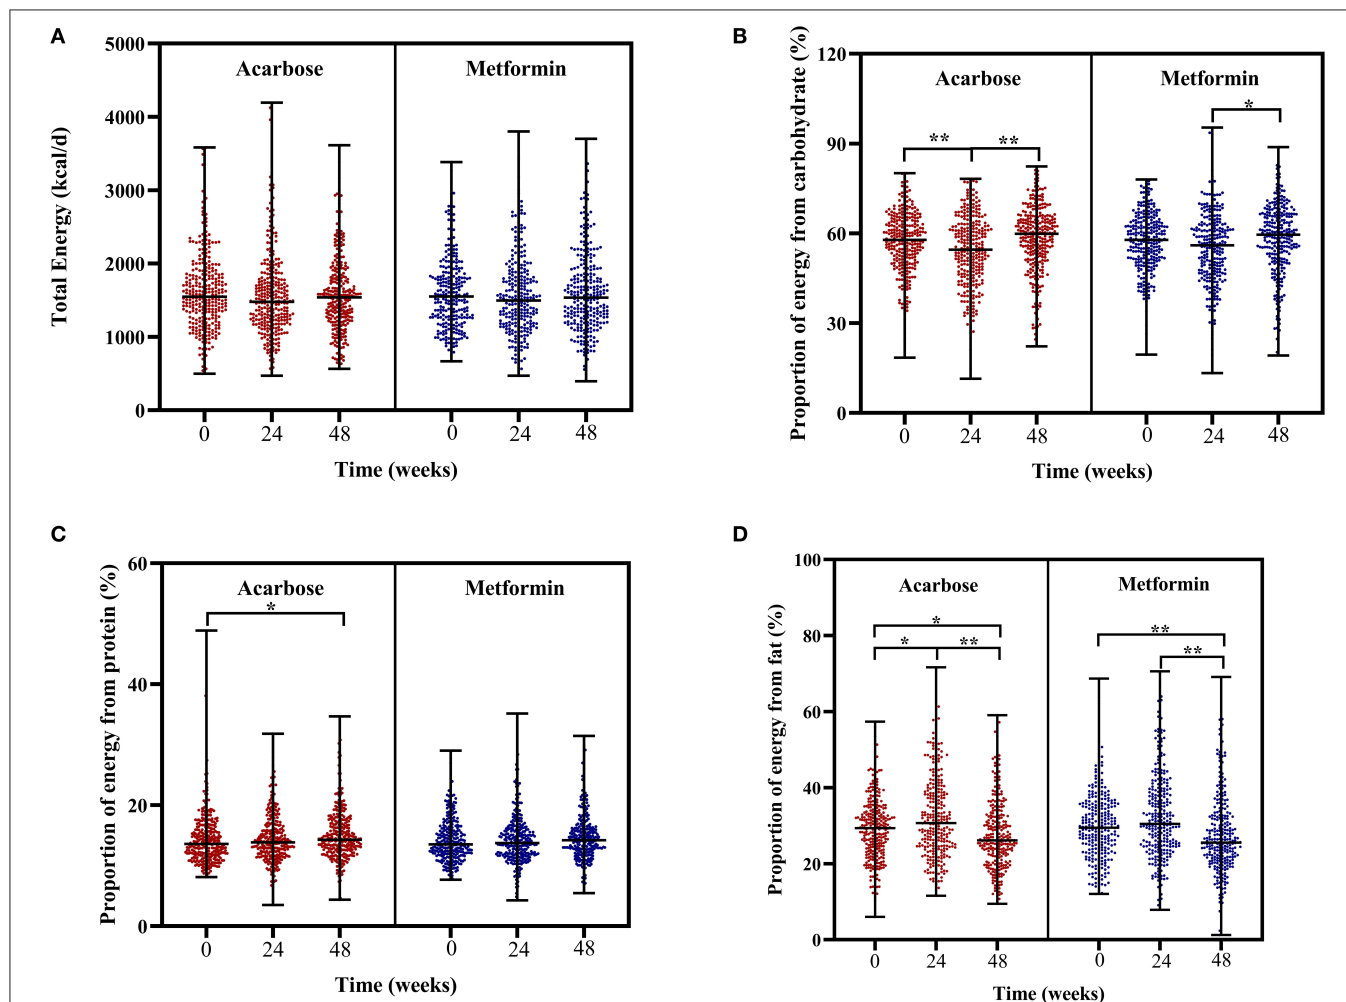 A
Total Energy (kcal/d)
5000
4000
3000
2000
1000
0
Acarbose
Metformin
0 24 48 0 24 48
Time (weeks)
B
Proportion of energy from carbohydrate (%)
120
90
60
30
0
Acarbose
Metformin
** ** *
0 24 48 0 24 48
Time (weeks)
C
Proportion of energy from protein (%)
60
40
20
0
Acarbose
Metformin
*
0 24 48 0 24 48
Time (weeks)
D
Proportion of energy from fat (%)
100
80
60
40
20
0
Acarbose
Metformin
* **
* ** **
0 24 48 0 24 48
Time (weeks)